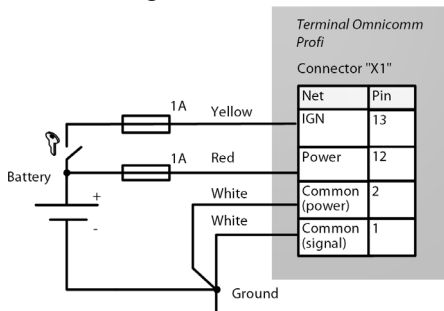 Terminal Omnicomm
Profi
Connector "X1"
Net Pin
1A Yellow IGN 13
1A Red Power 12
Battery
+
-
White Common (power) 2
White Common (signal) 1
Ground